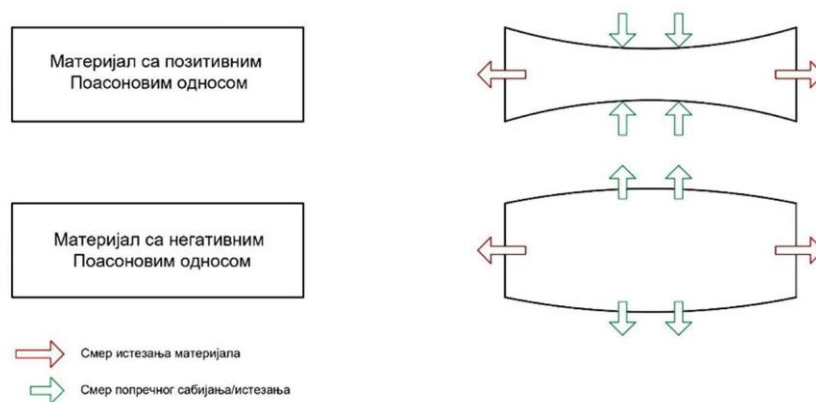 Материјал са позитивним
Поасоновим односом
Материјал са негативним
Поасоновим односом
Смер истезања материјала
Смер попречног сабијања/истезања